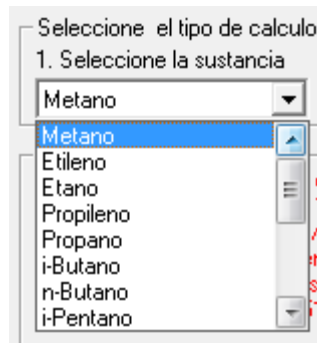 Seleccione el tipo de calculo
1. Seleccione la sustancia
Metano
Metano
Etileno
Etano
Propileno
Propano
i-Butano
n-Butano
i-Pentano